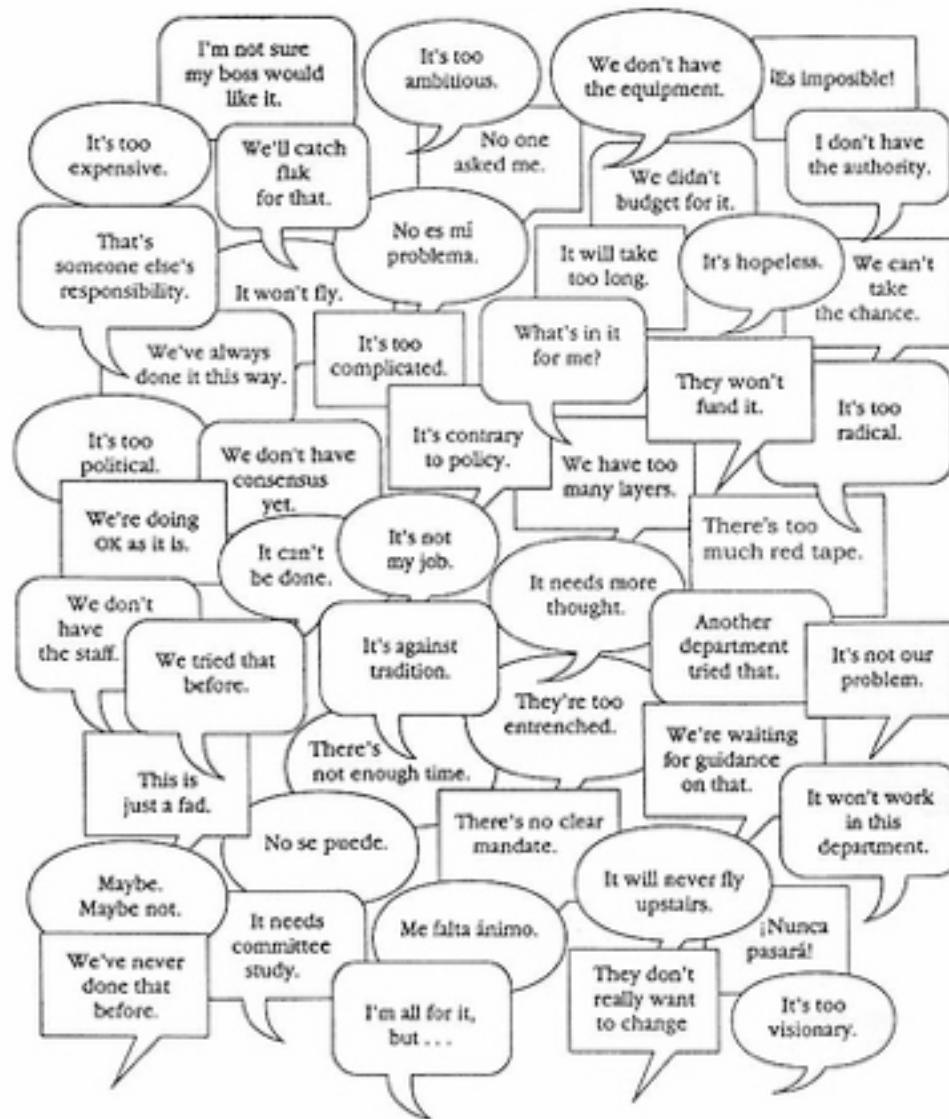 I'm not sure
my boss would
like it.
It's too
ambitious.
We don't have
the equipment.
¡Es imposible!
It's too
expensive.
We'll catch
flak
for that.
No one
asked me.
I don't have
the authority.
We didn't
budget for it.
That's
someone else's
responsibility.
It won't fly.
No es mi
problema.
It will take
too long.
It's hopeless.
We can't
take
the chance.
We've always
done it this way.
It's too
complicated.
What's in it
for me?
They won't
fund it.
It's too
radical.
It's too
political.
We don't have
consensus
yet.
It's contrary
to policy.
We have too
many layers.
There's too
much red tape.
We're doing
OK as it is.
It can't
be done.
It's not
my job.
It needs more
thought.
We don't
have
the staff.
We tried that
before.
It's against
tradition.
Another
department
tried that.
It's not our
problem.
They're too
entrenched.
This is
just a fad.
There's
not enough time.
We're waiting
for guidance
on that.
It won't work
in this
department.
No se puede.
There's no clear
mandate.
Maybe.
Maybe not.
It will never fly
upstairs.
We've never
done that
before.
It needs
committee
study.
Me falta ánimo.
¡Nunca
pasará!
I'm all for it,
but . . .
They don't
really want
to change
It's too
visionary.